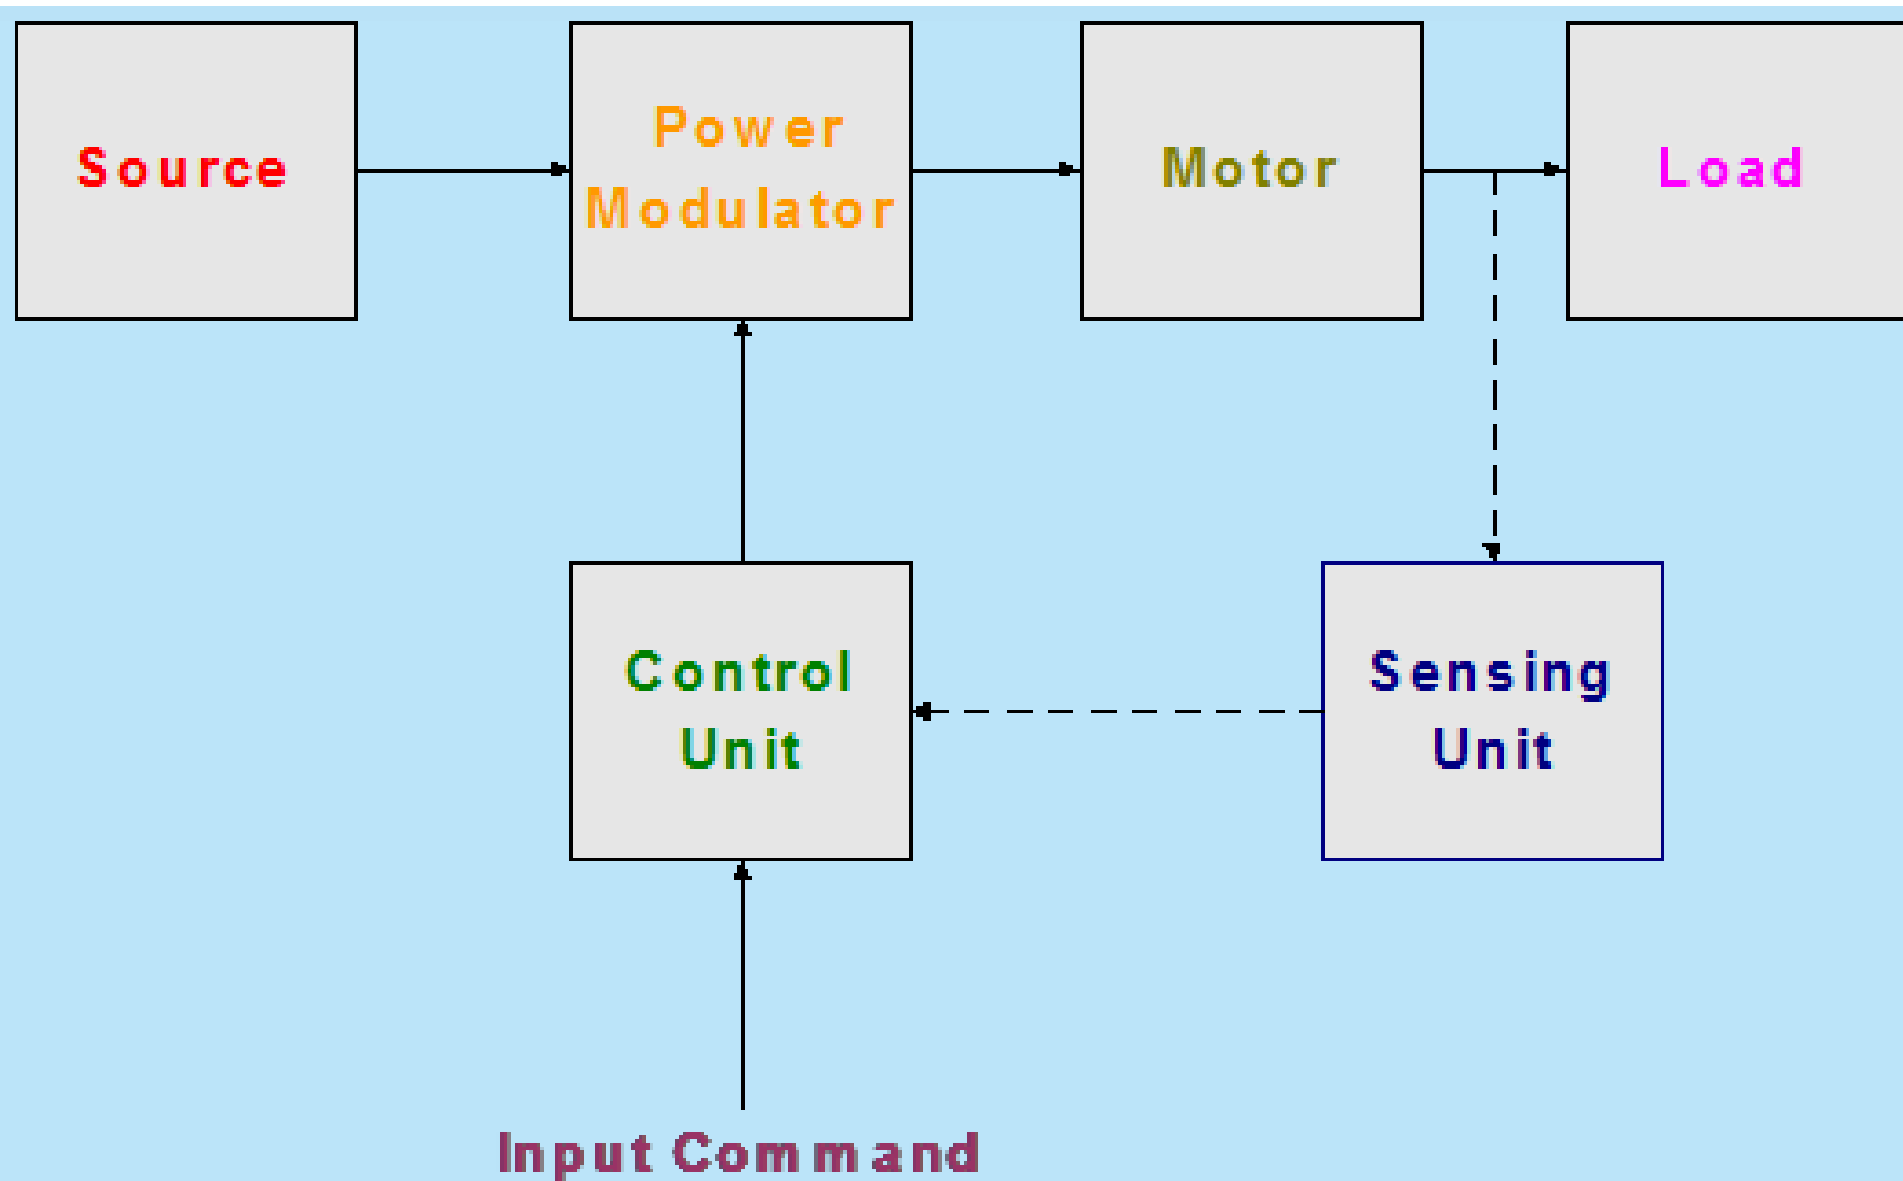 Source
Power
Modulator
Motor
Load
Control
Unit
Sensing
Unit
Input Command